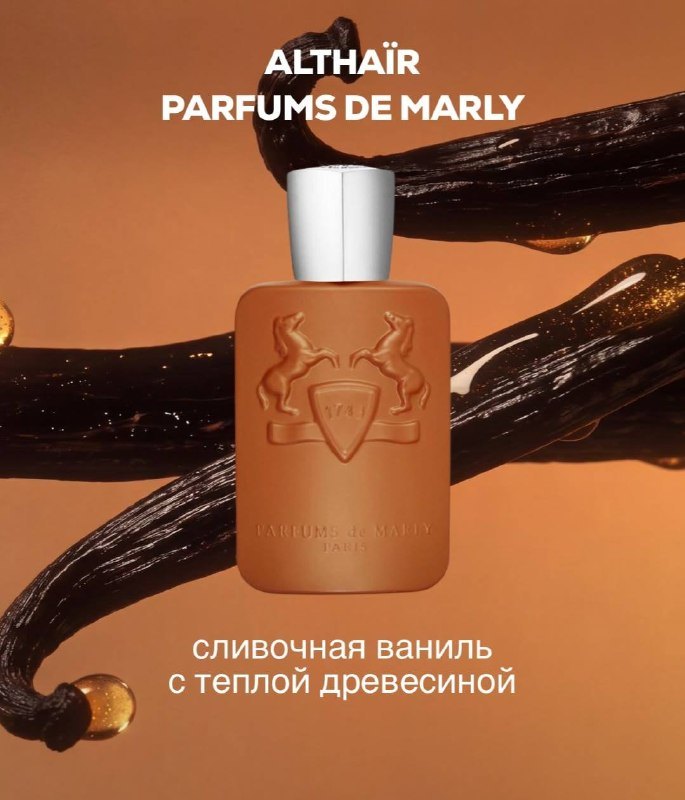 ALTHAÏR
PARFUMS DE MARLY
1743
PARFUMS de MARLY
PARIS
сливочная ваниль
с теплой древесиной